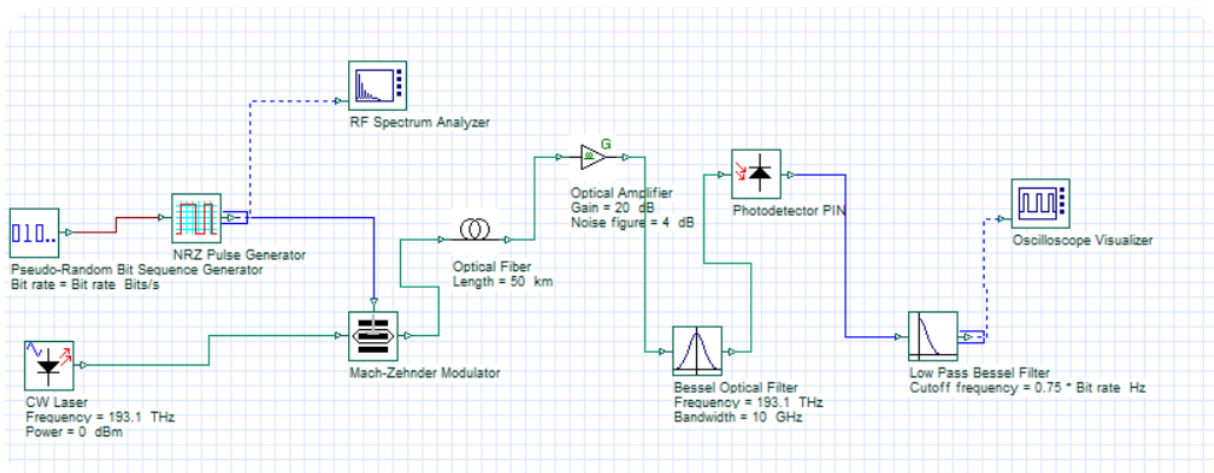 RF Spectrum Analyzer
G
Optical Amplifier
Gain = 20 dB
Noise figure = 4 dB
Photodetector PIN
Oscilloscope Visualizer
010..
NRZ Pulse Generator
Pseudo-Random Bit Sequence Generator
Bit rate = Bit rate Bits/s
Optical Fiber
Length = 50 km
Mach-Zehnder Modulator
CW Laser
Frequency = 193.1 THz
Power = 0 dBm
Bessel Optical Filter
Frequency = 193.1 THz
Bandwidth = 10 GHz
Low Pass Bessel Filter
Cutoff frequency = 0.75 * Bit rate Hz